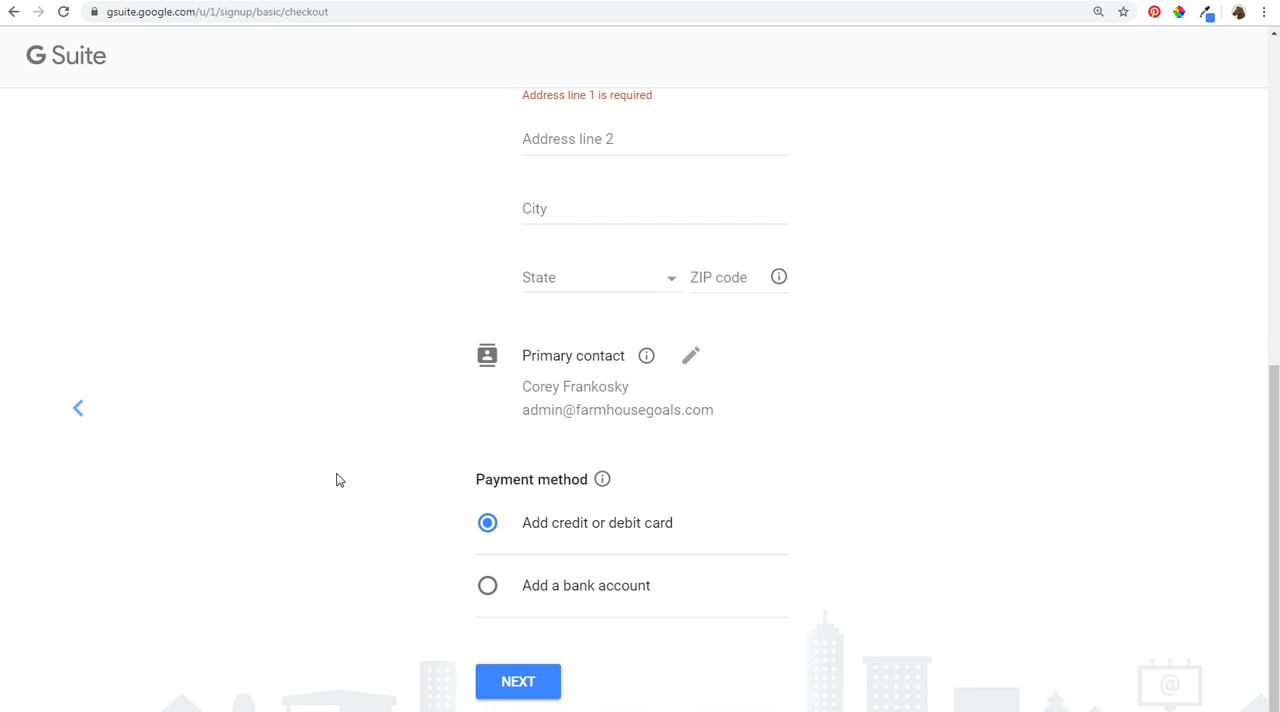 gsuite.google.com/u/1/signup/basic/checkout
G Suite
Address line 1 is required
Address line 2
City
State
ZIP code
Primary contact
Corey Frankosky
admin@farmhousegoals.com
Payment method
Add credit or debit card
Add a bank account
NEXT
@